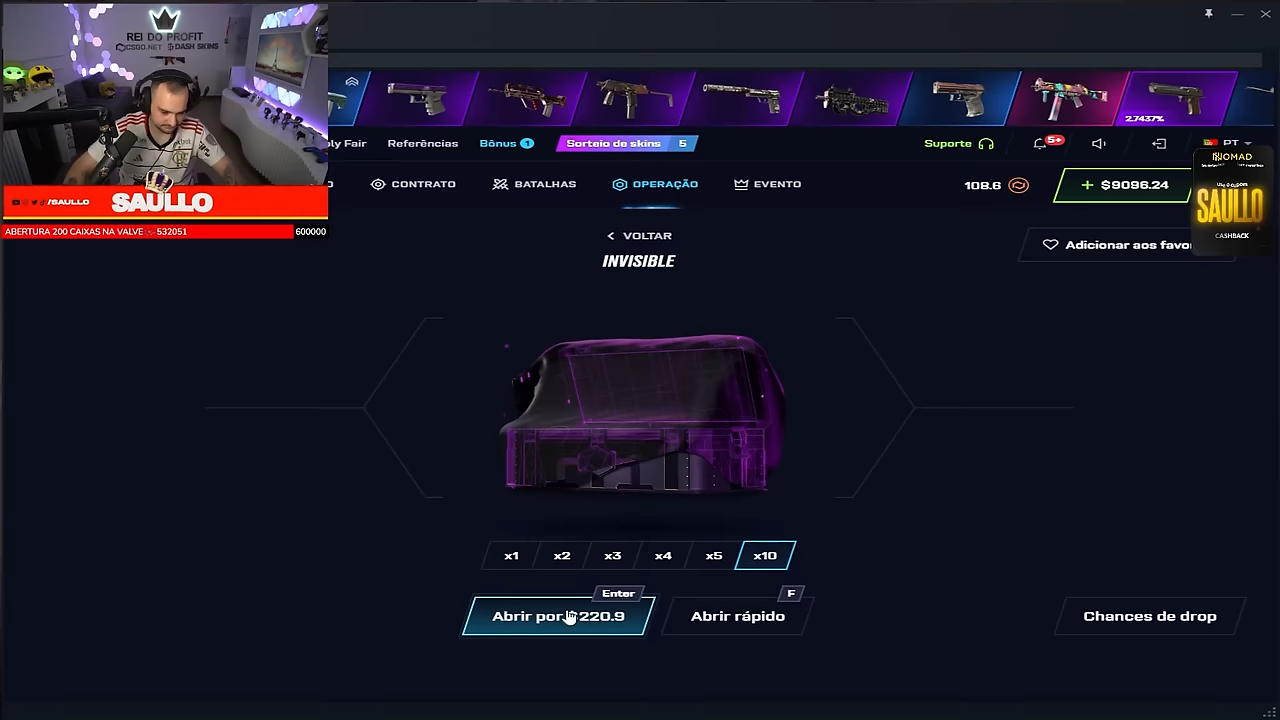 REI DO PROFIT
CSGO.NET DASH SKINS
/SAULLO
SAULLO
ABERTURA 200 CAIXAS NA VALVE - 532051
600000
2.7437%
Fair
Referências
Bônus 1
Sorteio de skins 5
Suporte
5+
PT
CONTRATO
BATALHAS
OPERAÇÃO
EVENTO
108.6
+ $9096.24
NOMAD
SAULLO
CASHBACK
< VOLTAR
INVISIBLE
Adicionar aos favo
x1
x2
x3
x4
x5
x10
Enter
F
Abrir por 220.9
Abrir rápido
Chances de drop